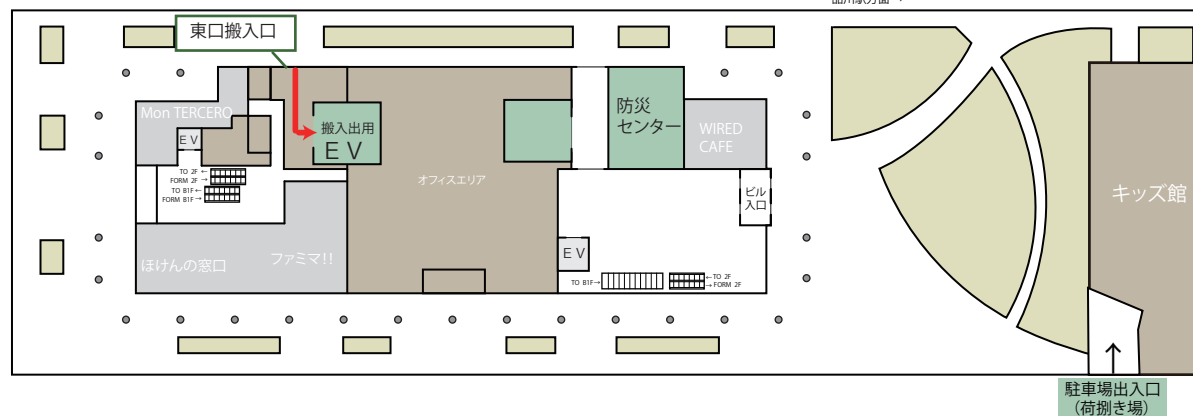 東口搬入口
Mon TERCERO
EV
搬入出用
EV
TO 2F ←
FORM 2F →
TO B1F ←
FORM B1F →
ほけんの窓口
ファミマ!!
オフィスエリア
防災
センター
WIRED
CAFE
ビル
入口
EV
TO B1F→
←TO 2F
→FORM 2F
キッズ館
駐車場出入口
(荷捌き場)